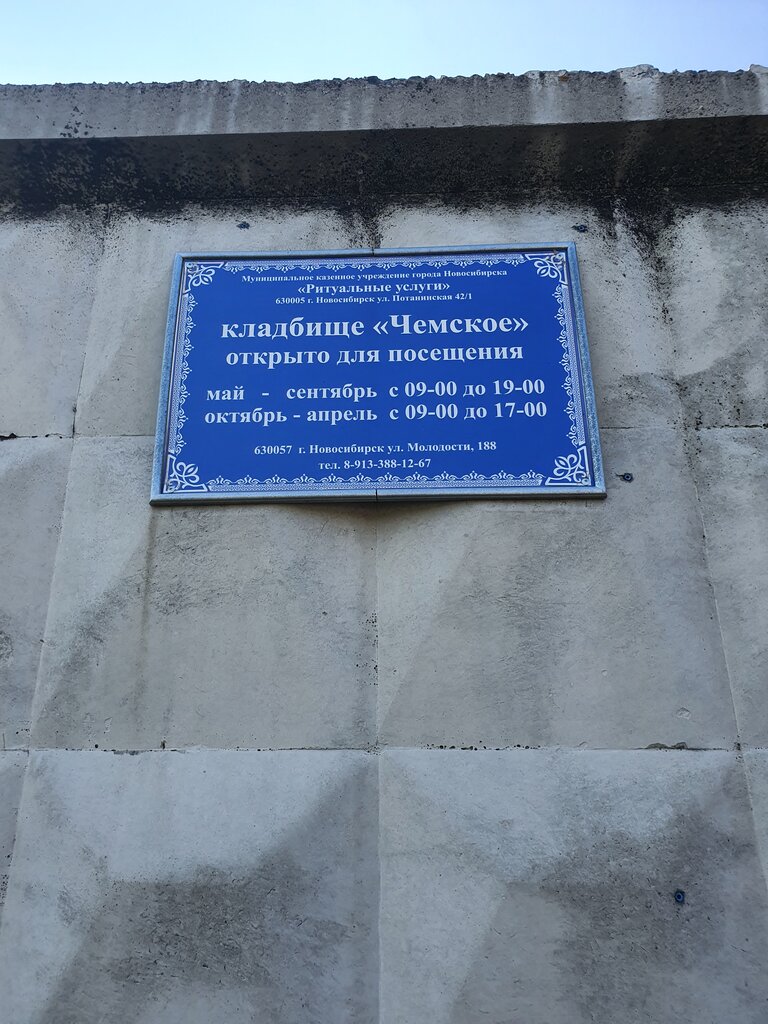 Муниципальное казенное учреждение города Новосибирска
«Ритуальные услуги»
630005 г. Новосибирск ул. Потанинская 42/1
кладбище «Чемское»
открыто для посещения
май - сентябрь с 09-00 до 19-00
октябрь - апрель с 09-00 до 17-00
630057 г. Новосибирск ул. Молодости, 188
тел. 8-913-388-12-67